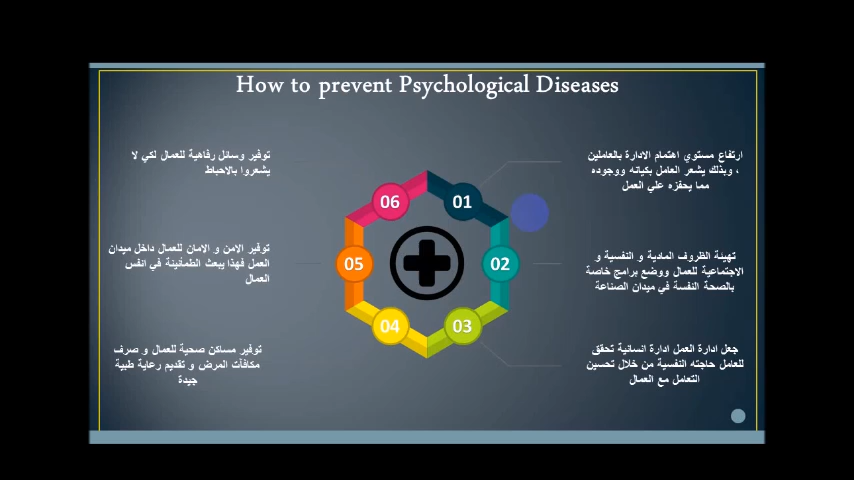 How to prevent Psychological Diseases
01
ارتفاع مستوي اهتمام الادارة بالعاملين
، وبذلك يشعر العامل بكيانه ووجوده
مما يحفزه علي العمل
02
تهيئة الظروف المادية و النفسية و
الاجتماعية للعمال ووضع برامج خاصة
بالصحة النفسة في ميدان الصناعة
03
جعل ادارة العمل ادارة انسانية تحقق
للعامل حاجته النفسية من خلال تحسين
التعامل مع العمال
04
توفير مساكن صحية للعمال و صرف
مكافآت المرض و تقديم رعاية طبية
جيدة
05
توفير الامن و الامان للعمال داخل ميدان
العمل فهذا يبعث الطمأنينة في انفس
العمال
06
توفير وسائل رفاهية للعمال لكي لا
يشعروا بالاحباط